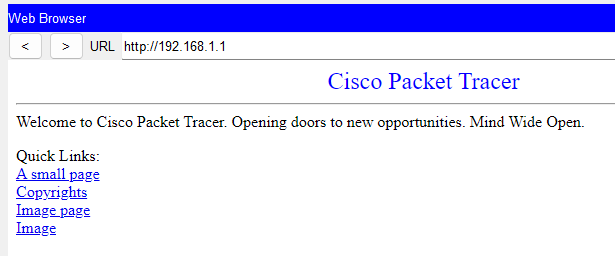 Web Browser
< > URL http://192.168.1.1
Cisco Packet Tracer
Welcome to Cisco Packet Tracer. Opening doors to new opportunities. Mind Wide Open.
Quick Links:
A small page
Copyrights
Image page
Image